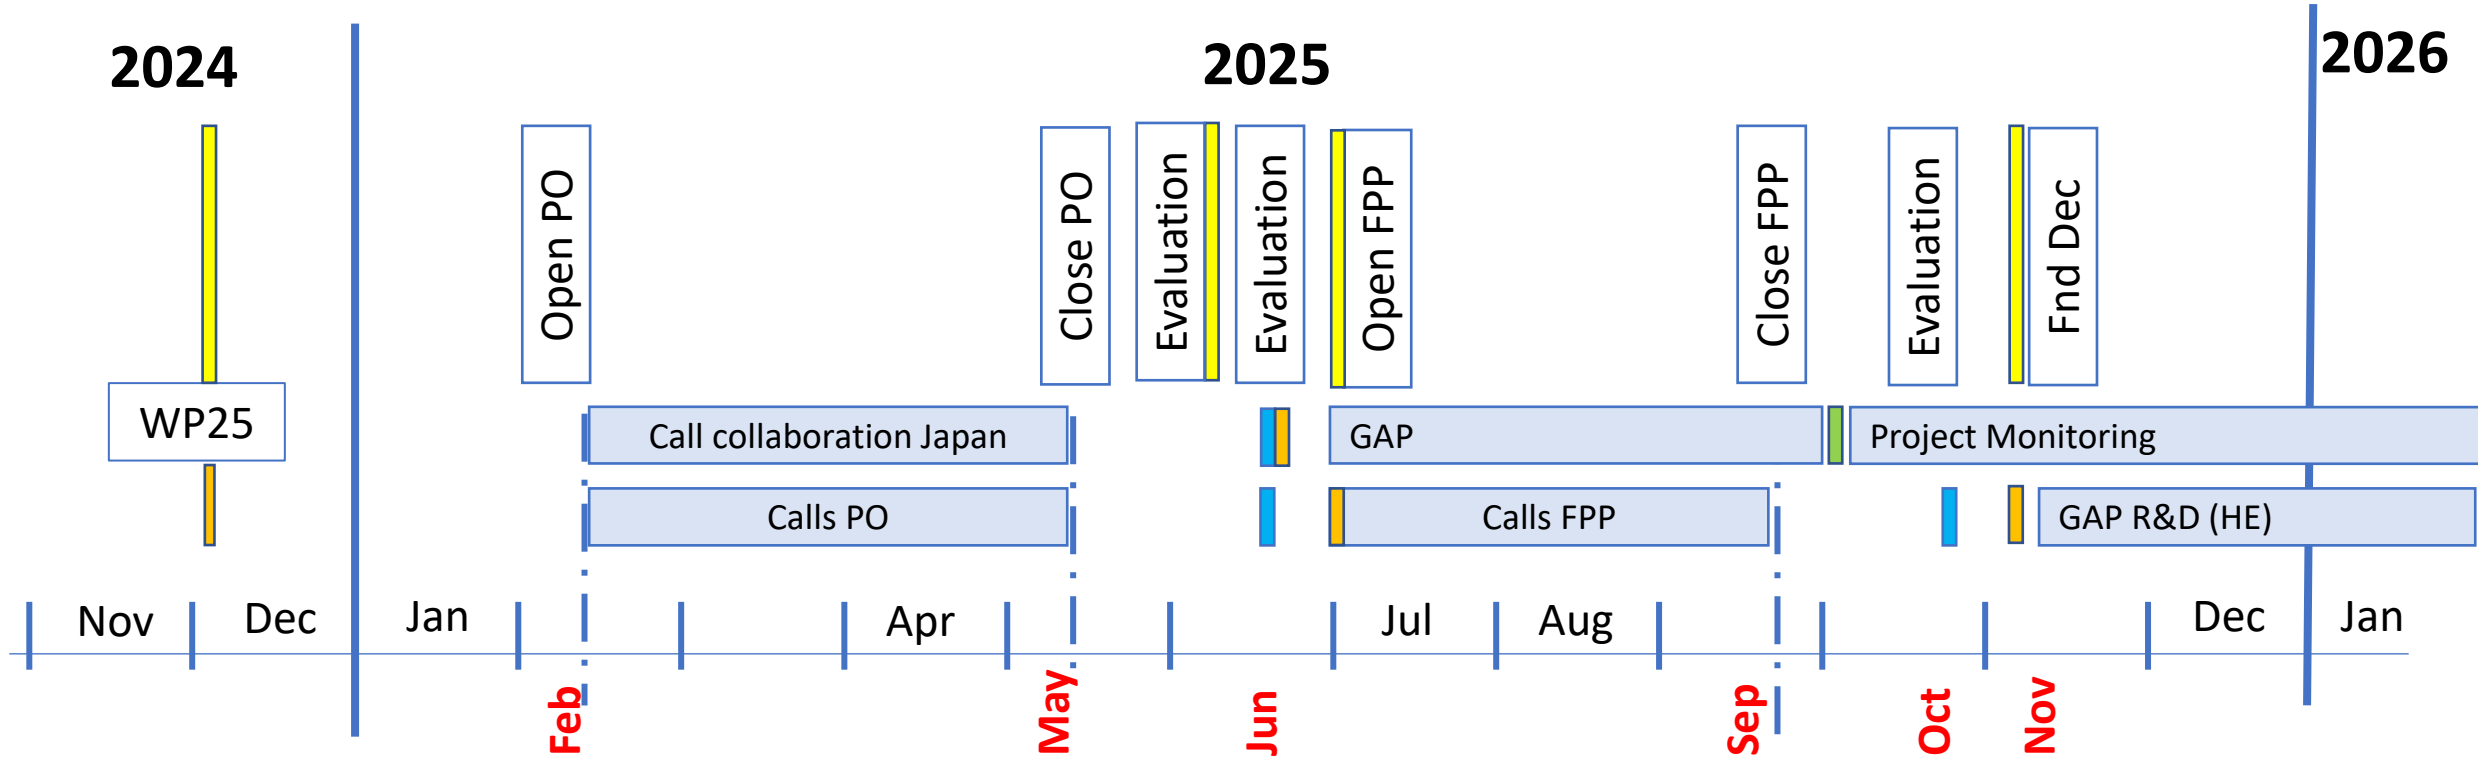 2024
2025
2026
Open PO
Close PO
Evaluation
Evaluation
Open FPP
Close FPP
Evaluation
Fnd Dec
WP25
Call collaboration Japan
GAP
Project Monitoring
Calls PO
Calls FPP
GAP R&D (HE)
Nov
Dec
Jan
Apr
Jul
Aug
Dec
Jan
Feb
May
Jun
Sep
Oct
Nov